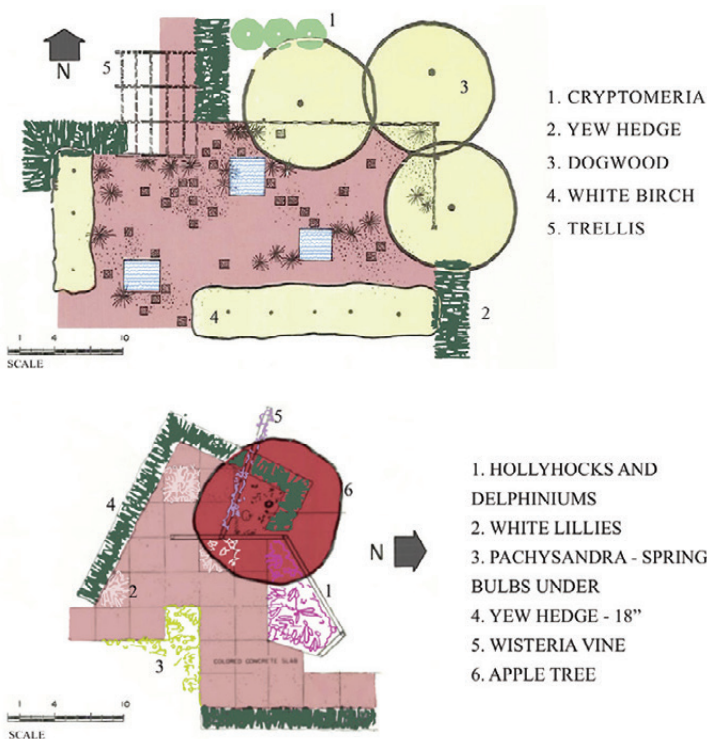 1
N
5
3
4
2
1 4 10
SCALE
1. CRYPTOMERIA
2. YEW HEDGE
3. DOGWOOD
4. WHITE BIRCH
5. TRELLIS
5
4
6
N
2
1
3
COLORED CONCRETE SLAB
1 4 10
SCALE
1. HOLLYHOCKS AND
DELPHINIUMS
2. WHITE LILLIES
3. PACHYSANDRA - SPRING
BULBS UNDER
4. YEW HEDGE - 18”
5. WISTERIA VINE
6. APPLE TREE